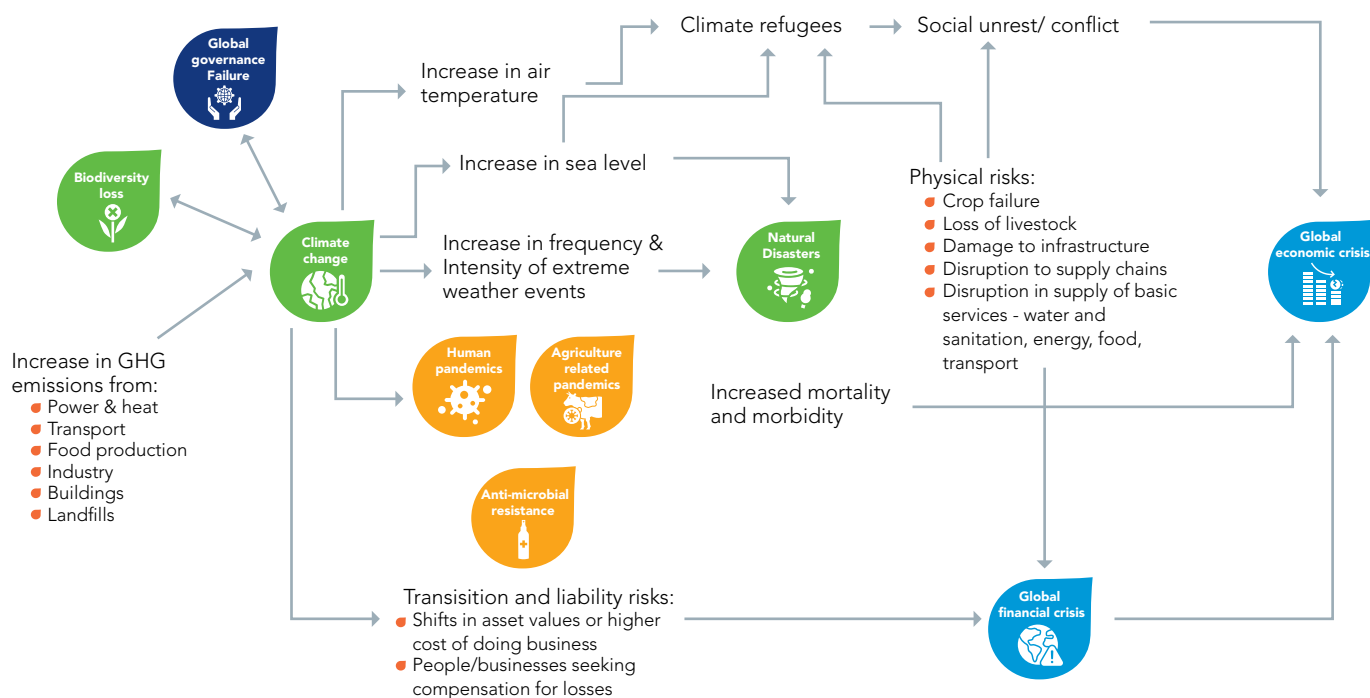 Global
governance
Failure
Climate refugees
Social unrest/ conflict
Increase in air
temperature
Biodiversity
loss
Increase in sea level
Physical risks:
Crop failure
Loss of livestock
Damage to infrastructure
Disruption to supply chains
Disruption in supply of basic
services - water and
sanitation, energy, food,
transport
Climate
change
Increase in frequency &
Intensity of extreme
weather events
Natural
Disasters
Global
economic crisis
Increase in GHG
emissions from:
Power & heat
Transport
Food production
Industry
Buildings
Landfills
Human
pandemics
Agriculture
related
pandemics
Increased mortality
and morbidity
Anti-microbial
resistance
Transisition and liability risks:
Shifts in asset values or higher
cost of doing business
People/businesses seeking
compensation for losses
Global
financial crisis